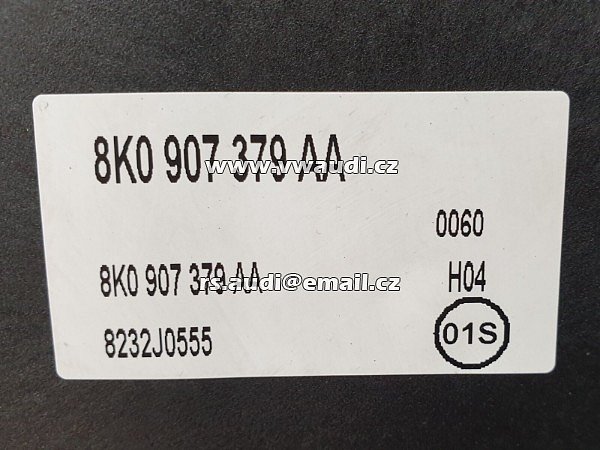 8K0 907 379 AA
www.vwaudi.cz
0060
8K0 907 379 AA
H04
rs.audi@email.cz
8232J0555
01S